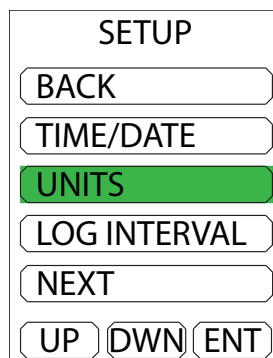 SETUP
BACK
TIME/DATE
UNITS
LOG INTERVAL
NEXT
UP DWN ENT